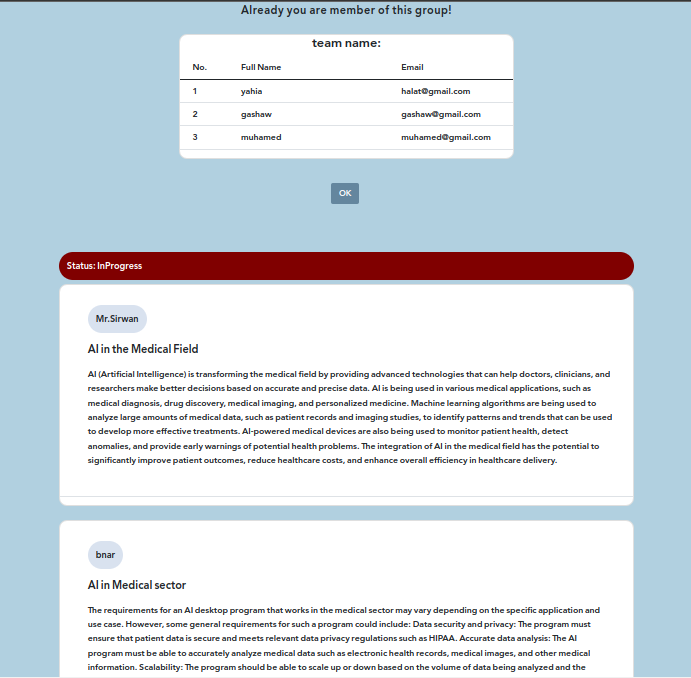 Already you are member of this group!
team name:
No. Full Name Email
1 yahia halat@gmail.com
2 gashaw gashaw@gmail.com
3 muhamed muhamed@gmail.com
OK
Status: InProgress
Mr.Sirwan
AI in the Medical Field
AI (Artificial Intelligence) is transforming the medical field by providing advanced technologies that can help doctors, clinicians, and
researchers make better decisions based on accurate and precise data. AI is being used in various medical applications, such as
medical diagnosis, drug discovery, medical imaging, and personalized medicine. Machine learning algorithms are being used to
analyze large amounts of medical data, such as patient records and imaging studies, to identify patterns and trends that can be used
to develop more effective treatments. AI-powered medical devices are also being used to monitor patient health, detect
anomalies, and provide early warnings of potential health problems. The integration of AI in the medical field has the potential to
significantly improve patient outcomes, reduce healthcare costs, and enhance overall efficiency in healthcare delivery.
bnar
AI in Medical sector
The requirements for an AI desktop program that works in the medical sector may vary depending on the specific application and
use case. However, some general requirements for such a program could include: Data security and privacy: The program must
ensure that patient data is secure and meets relevant data privacy regulations such as HIPAA. Accurate data analysis: The AI
program must be able to accurately analyze medical data such as electronic health records, medical images, and other medical
information. Scalability: The program should be able to scale up or down based on the volume of data being analyzed and the